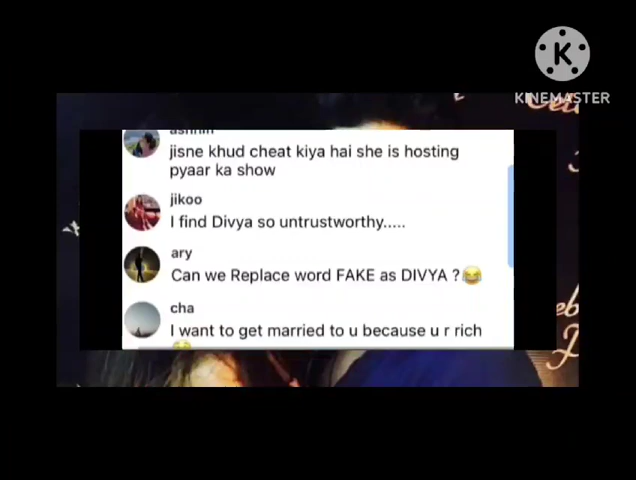 KINEMASTER
jisne khud cheat kiya hai she is hosting
pyaar ka show
jikoo
I find Divya so untrustworthy.....
ary
Can we Replace word FAKE as DIVYA ?😂
cha
I want to get married to u because u r rich